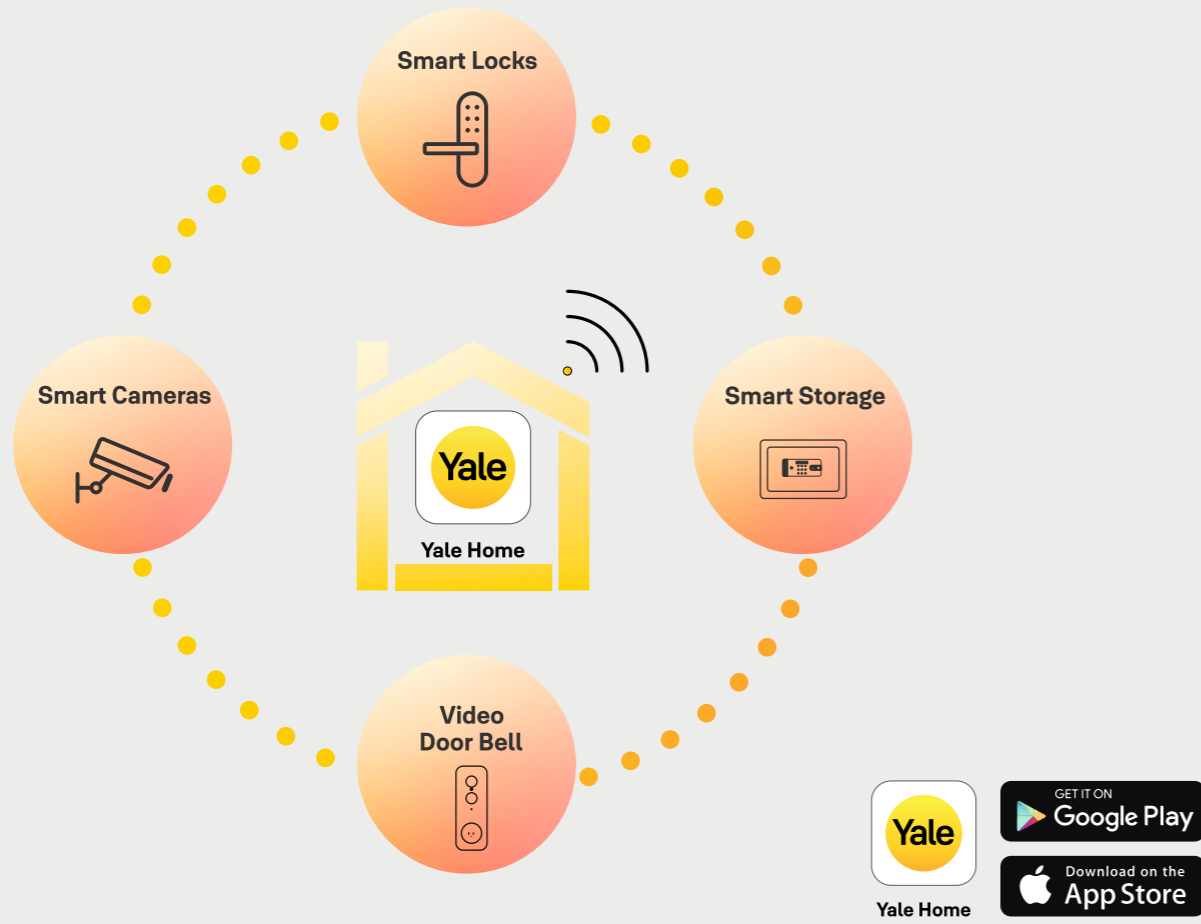 Smart Locks
Smart Cameras
Smart Storage
Yale
Yale Home
Video
Door Bell
Yale
Yale Home
GET IT ON
Google Play
Download on the
App Store